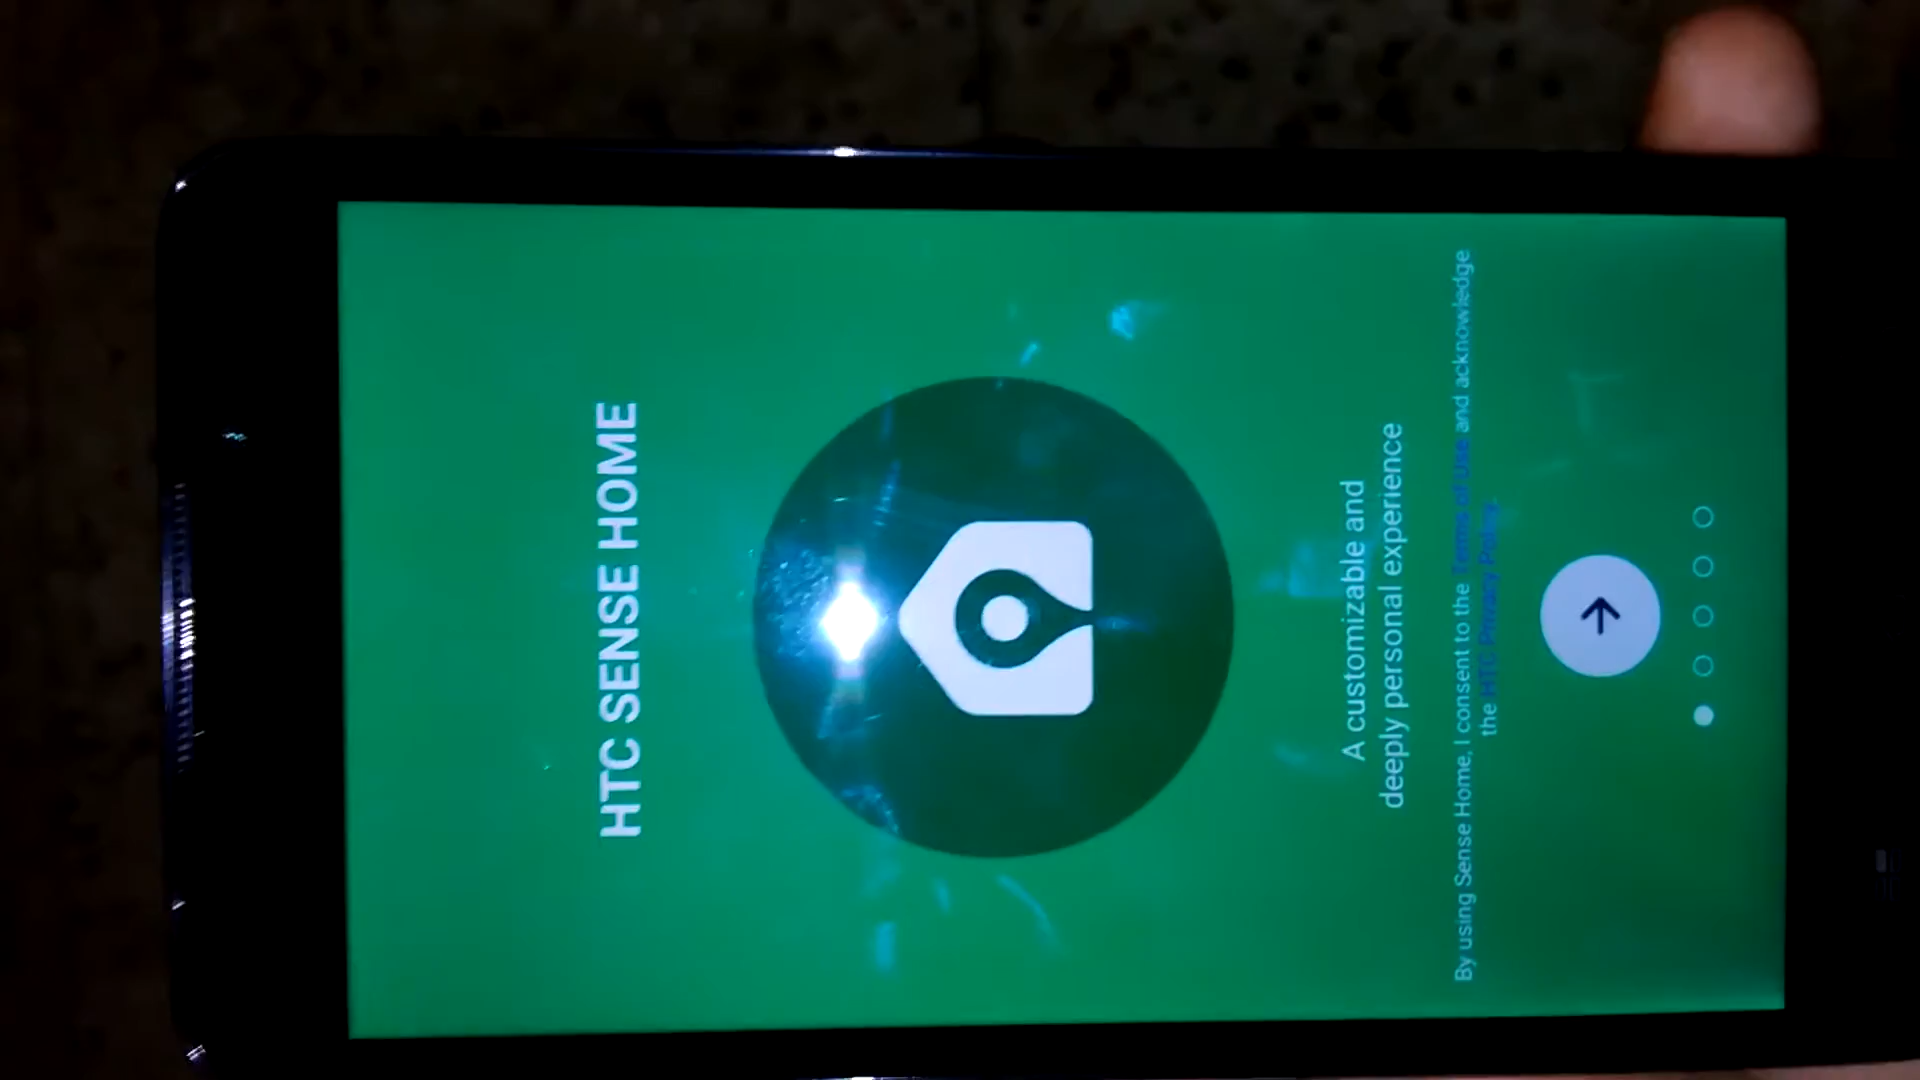 HTC SENSE HOME
A customizable and
deeply personal experience
By using Sense Home, I consent to the Terms of Use and acknowledge
the HTC Privacy Policy.